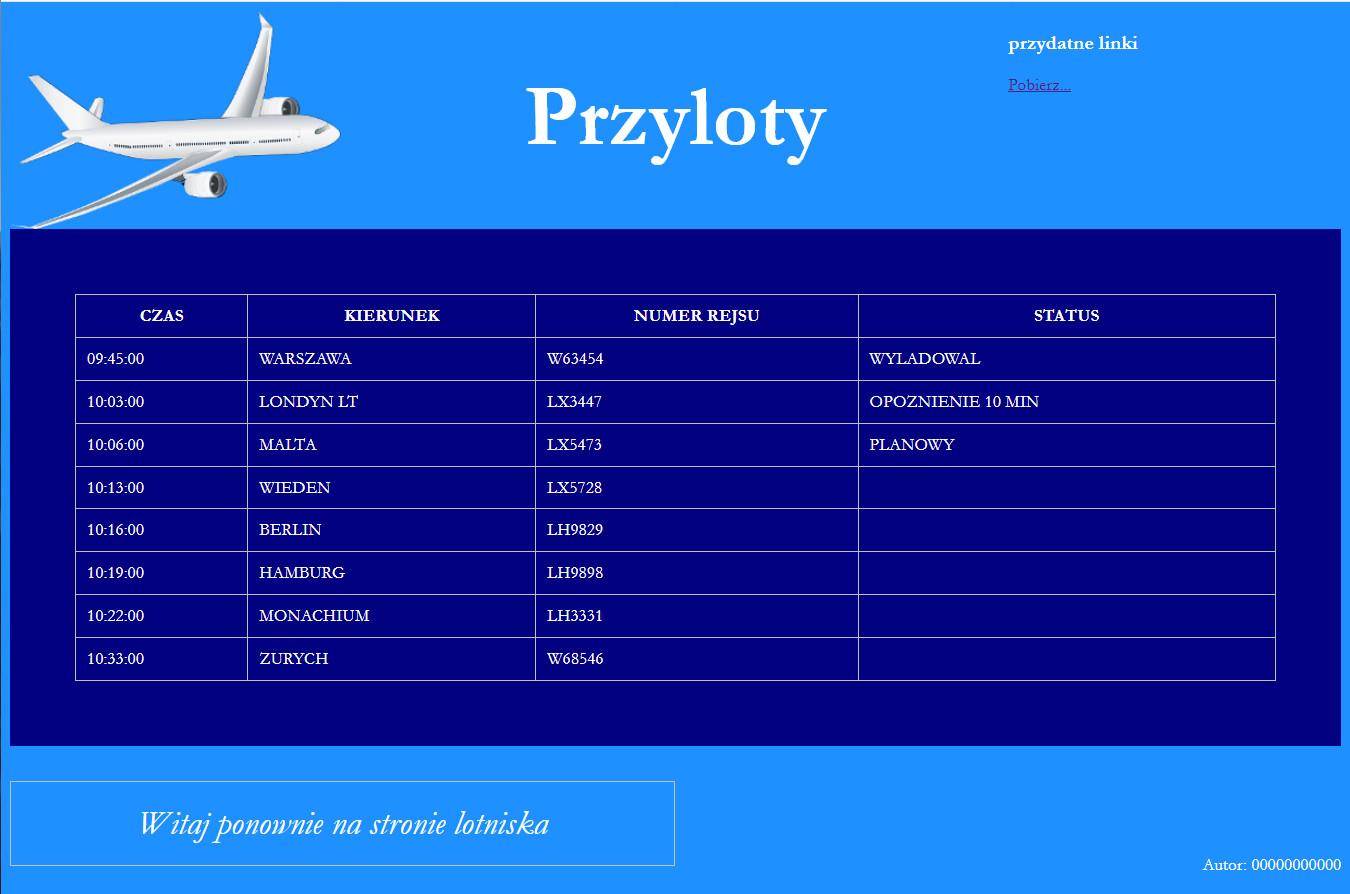 Przyloty
przydatne linki
Pobierz...
CZAS KIERUNEK NUMER REJSU STATUS
09:45:00 WARSZAWA W63454 WYLADOWAL
10:03:00 LONDYN LT LX3447 OPOZNIENIE 10 MIN
10:06:00 MALTA LX5473 PLANOWY
10:13:00 WIEDEN LX5728
10:16:00 BERLIN LH9829
10:19:00 HAMBURG LH9898
10:22:00 MONACHIUM LH3331
10:33:00 ZURYCH W68546
Witaj ponownie na stronie lotniska
Autor: 00000000000